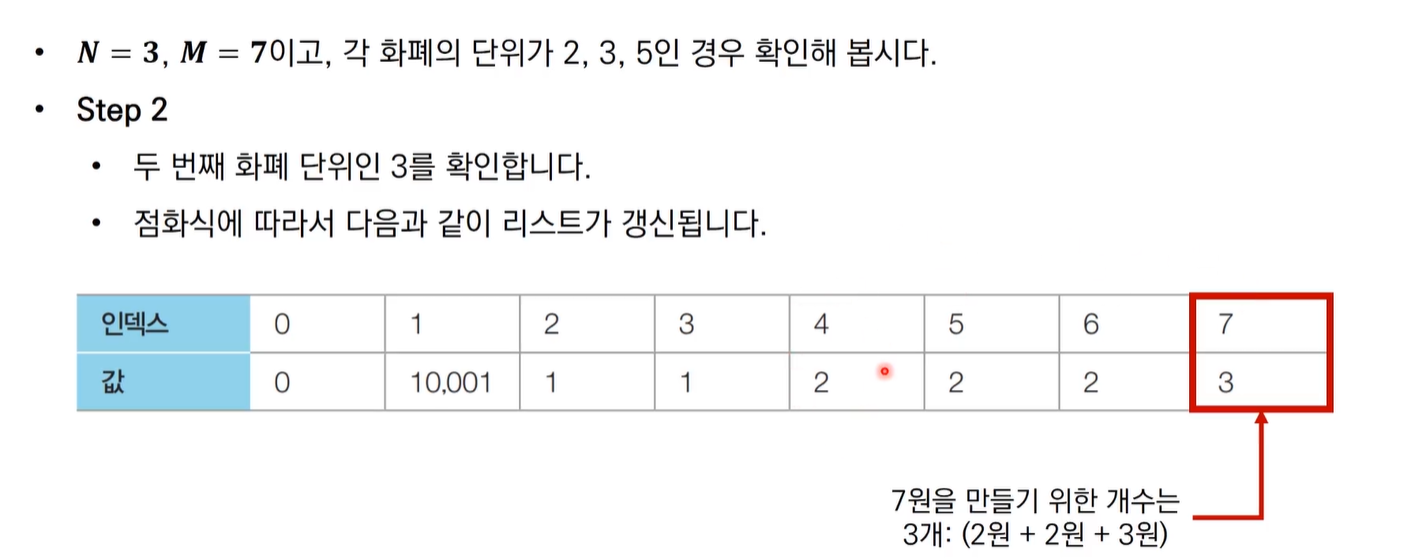 • N = 3, M = 7이고, 각 화폐의 단위가 2, 3, 5인 경우 확인해 봅시다.
• Step 2
• 두 번째 화폐 단위인 3를 확인합니다.
• 점화식에 따라서 다음과 같이 리스트가 갱신됩니다.
인덱스 0 1 2 3 4 5 6 7
값 0 10,001 1 1 2 2 2 3
7원을 만들기 위한 개수는
3개: (2원 + 2원 + 3원)